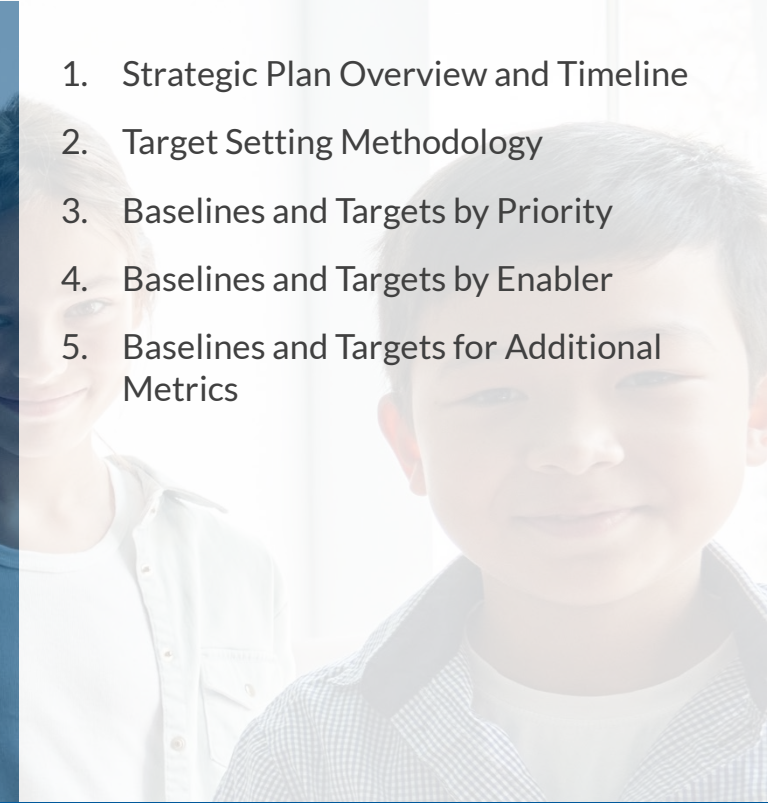 1. Strategic Plan Overview and Timeline
2. Target Setting Methodology
3. Baselines and Targets by Priority
4. Baselines and Targets by Enabler
5. Baselines and Targets for Additional
Metrics